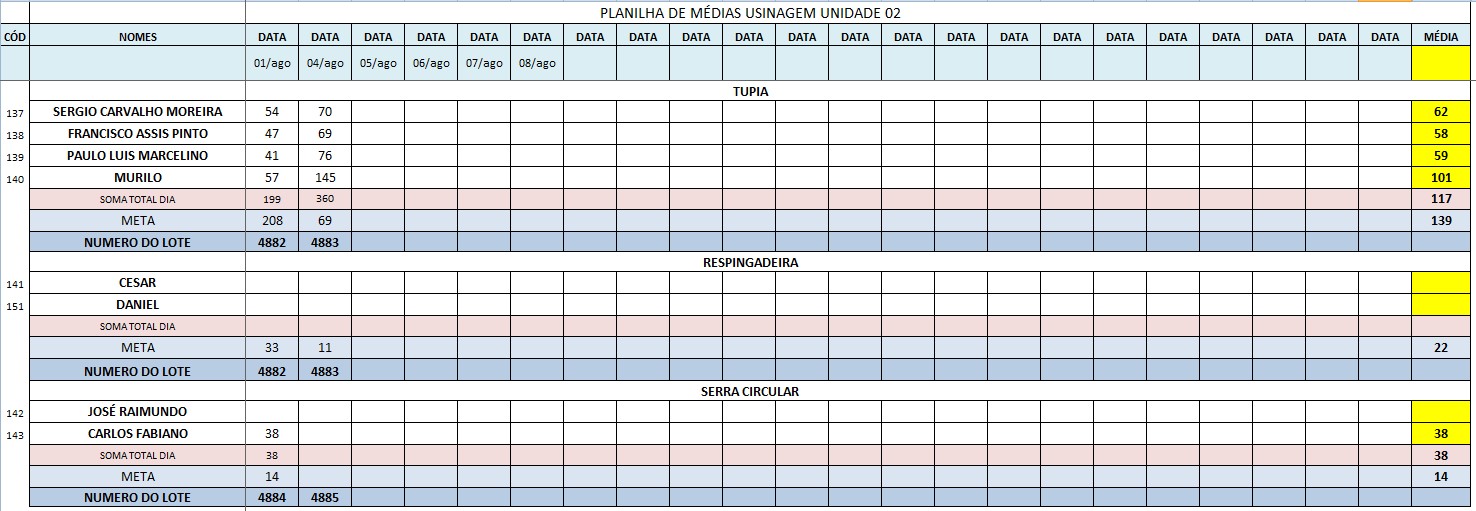 PLANILHA DE MÉDIAS USINAGEM UNIDADE 02
CÓD NOMES DATA DATA DATA DATA DATA DATA DATA DATA DATA DATA DATA DATA DATA DATA DATA DATA DATA DATA DATA DATA DATA DATA MÉDIA
01/ago 04/ago 05/ago 06/ago 07/ago 08/ago
TUPIA
137 SERGIO CARVALHO MOREIRA 54 70 62
138 FRANCISCO ASSIS PINTO 47 69 58
139 PAULO LUIS MARCELINO 41 76 59
140 MURILO 57 145 101
SOMA TOTAL DIA 199 360 117
META 208 69 139
NUMERO DO LOTE 4882 4883
RESPINGADEIRA
141 CESAR
151 DANIEL
SOMA TOTAL DIA
META 33 11 22
NUMERO DO LOTE 4882 4883
SERRA CIRCULAR
142 JOSÉ RAIMUNDO
143 CARLOS FABIANO 38 38
SOMA TOTAL DIA 38 38
META 14 14
NUMERO DO LOTE 4884 4885